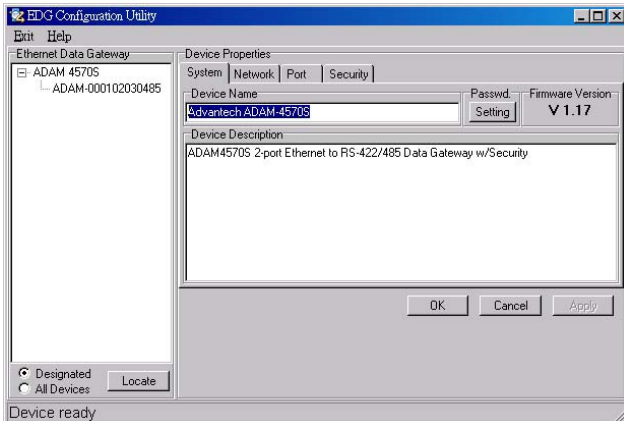 EDG Configuration Utility
Exit Help
Ethernet Data Gateway
ADAM 4570S
ADAM-000102030485
Device Properties
System Network Port Security
Device Name
Advantech ADAM-4570S
Passwd.
Setting
Firmware Version
V 1.17
Device Description
ADAM4570S 2-port Ethernet to RS-422/485 Data Gateway w/Security
OK Cancel Apply
Designated
All Devices
Locate
Device ready